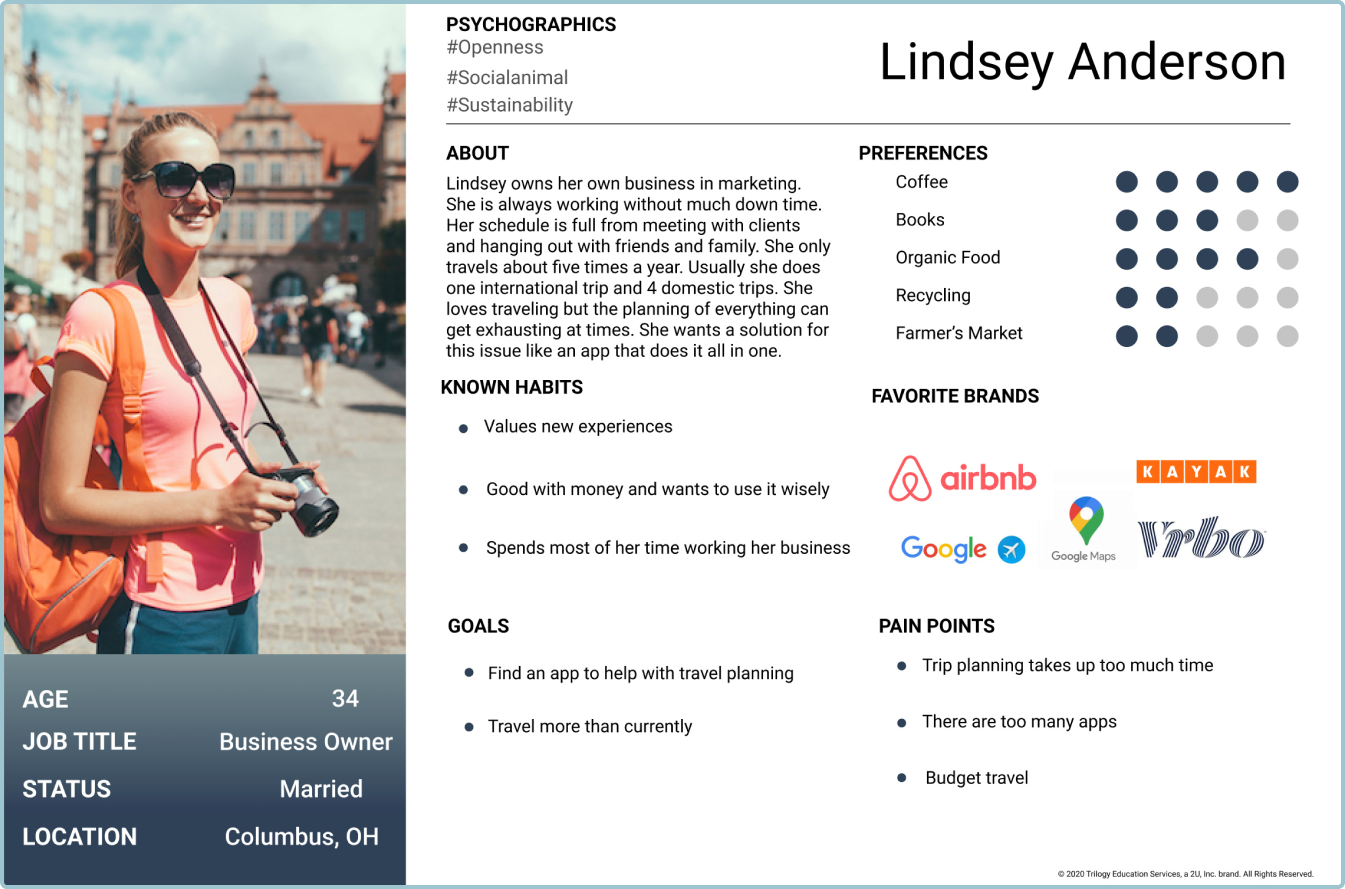 PSYCHOGRAPHICS
#Openness
#Socialanimal
#Sustainability
Lindsey Anderson
ABOUT
Lindsey owns her own business in marketing.
She is always working without much down time.
Her schedule is full from meeting with clients
and hanging out with friends and family. She only
travels about five times a year. Usually she does
one international trip and 4 domestic trips. She
loves traveling but the planning of everything can
get exhausting at times. She wants a solution for
this issue like an app that does it all in one.
PREFERENCES
Coffee
Books
Organic Food
Recycling
Farmer's Market
KNOWN HABITS
Values new experiences
Good with money and wants to use it wisely
Spends most of her time working her business
FAVORITE BRANDS
airbnb
KAYAK
Google
Google Maps
Vrbo
GOALS
Find an app to help with travel planning
Travel more than currently
PAIN POINTS
Trip planning takes up too much time
There are too many apps
Budget travel
AGE 34
JOB TITLE Business Owner
STATUS Married
LOCATION Columbus, OH
© 2020 Trilogy Education Services, a 2U, Inc. brand. All Rights Reserved.